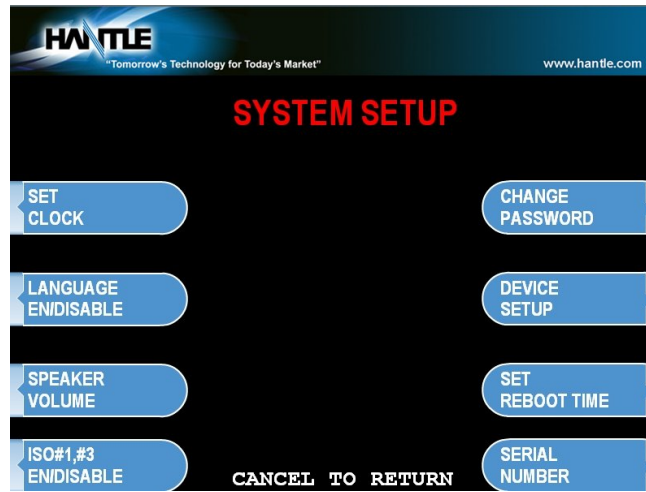 HANTLE
"Tomorrow's Technology for Today's Market"
www.hantle.com
SYSTEM SETUP
SET
CLOCK
CHANGE
PASSWORD
LANGUAGE
EN/DISABLE
DEVICE
SETUP
SPEAKER
VOLUME
SET
REBOOT TIME
ISO#1,#3
EN/DISABLE
SERIAL
NUMBER
CANCEL TO RETURN